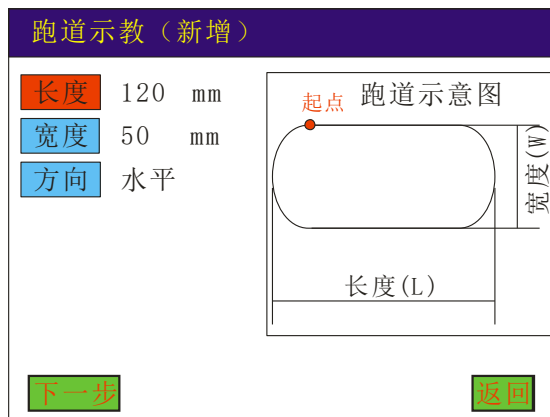 跑道示教（新增）
长度 120 mm
宽度 50 mm
方向 水平
起点 跑道示意图
宽度(W)
长度(L)
下一步
返回